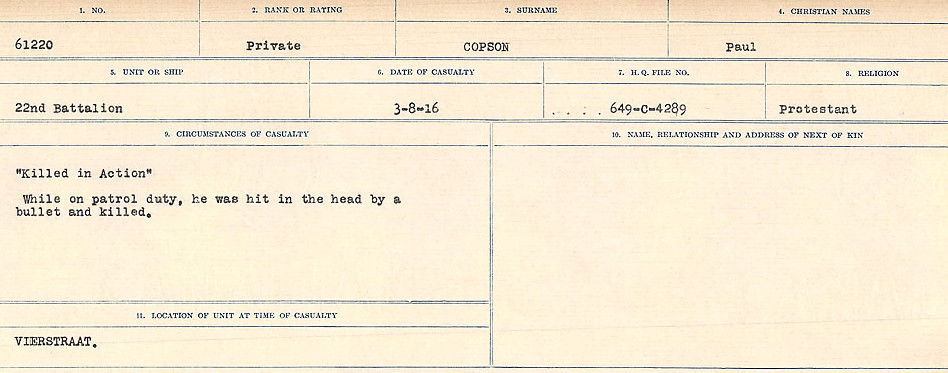 1. NO. 2. RANK OR RATING 3. SURNAME 4. CHRISTIAN NAMES
61220 Private COPSON Paul
5. UNIT OR SHIP 6. DATE OF CASUALTY 7. H.Q. FILE NO. 8. RELIGION
22nd Battalion 3-8-16 .... 649-C-4289 Protestant
9. CIRCUMSTANCES OF CASUALTY 10. NAME, RELATIONSHIP AND ADDRESS OF NEXT OF KIN
"Killed in Action"
While on patrol duty, he was hit in the head by a
bullet and killed.
11. LOCATION OF UNIT AT TIME OF CASUALTY
VIERSTRAAT.